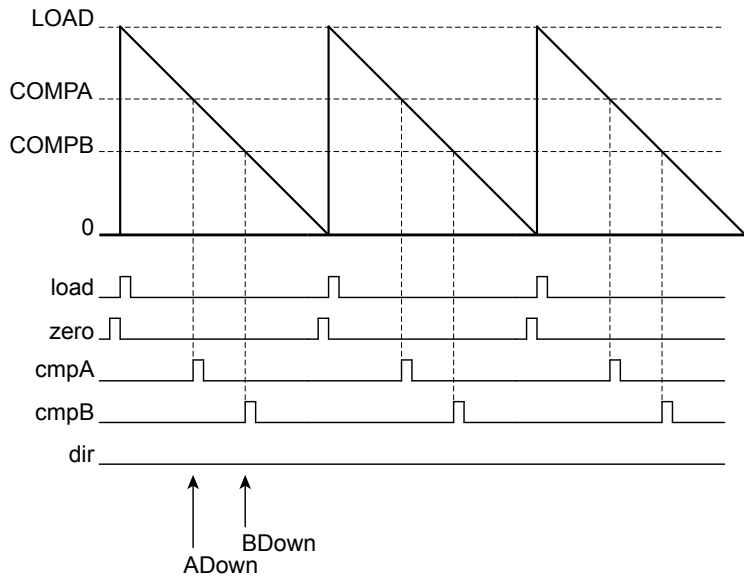 LOAD
COMPA
COMPB
0
load
zero
cmpA
cmpB
dir
BDown
ADown